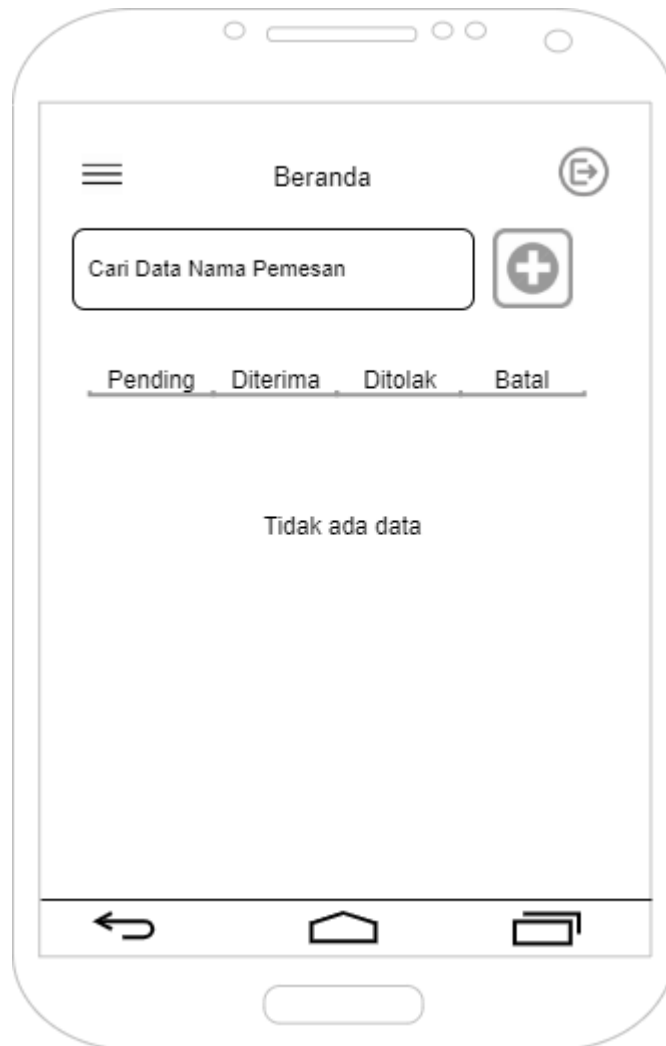 Beranda
Cari Data Nama Pemesan
Pending Diterima Ditolak Batal
Tidak ada data